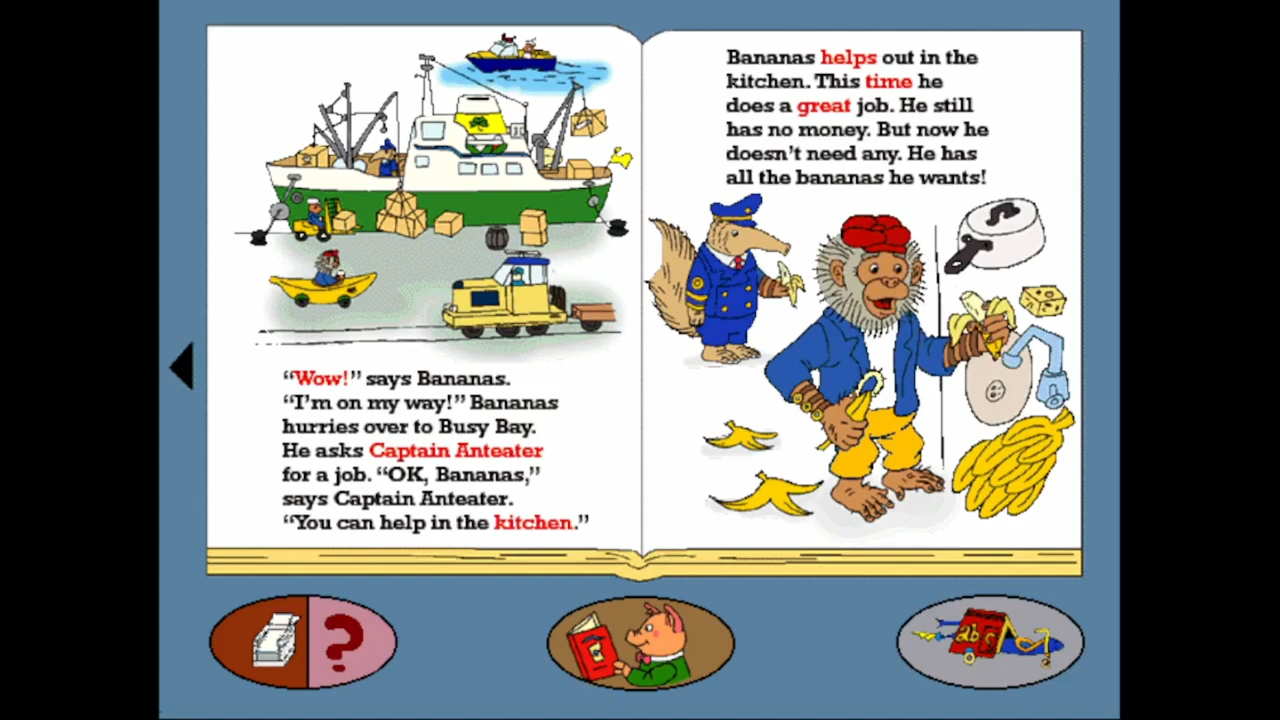 “Wow!” says Bananas.
“I’m on my way!” Bananas
hurries over to Busy Bay.
He asks Captain Anteater
for a job. “OK, Bananas,”
says Captain Anteater.
“You can help in the kitchen.”
Bananas helps out in the
kitchen. This time he
does a great job. He still
has no money. But now he
doesn’t need any. He has
all the bananas he wants!
?
abc